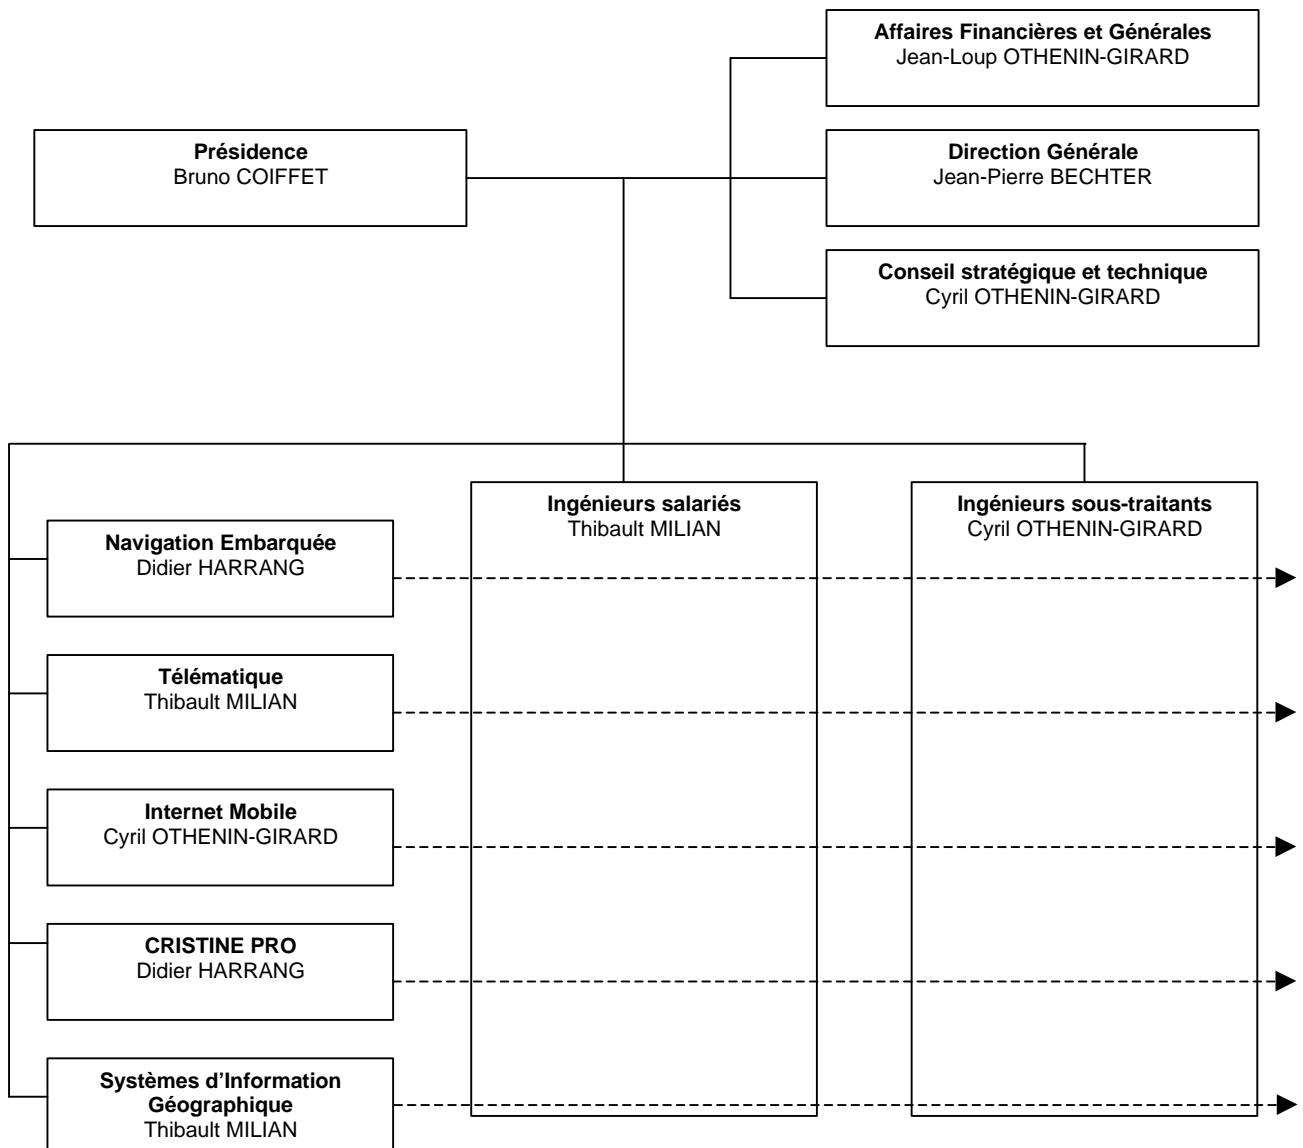 Affaires Financières et Générales
Jean-Loup OTHENIN-GIRARD
Présidence
Bruno COIFFET
Direction Générale
Jean-Pierre BECHTER
Conseil stratégique et technique
Cyril OTHENIN-GIRARD
Ingénieurs salariés
Thibault MILIAN
Ingénieurs sous-traitants
Cyril OTHENIN-GIRARD
Navigation Embarquée
Didier HARRANG
Télématique
Thibault MILIAN
Internet Mobile
Cyril OTHENIN-GIRARD
CRISTINE PRO
Didier HARRANG
Systèmes d’Information
Géographique
Thibault MILIAN